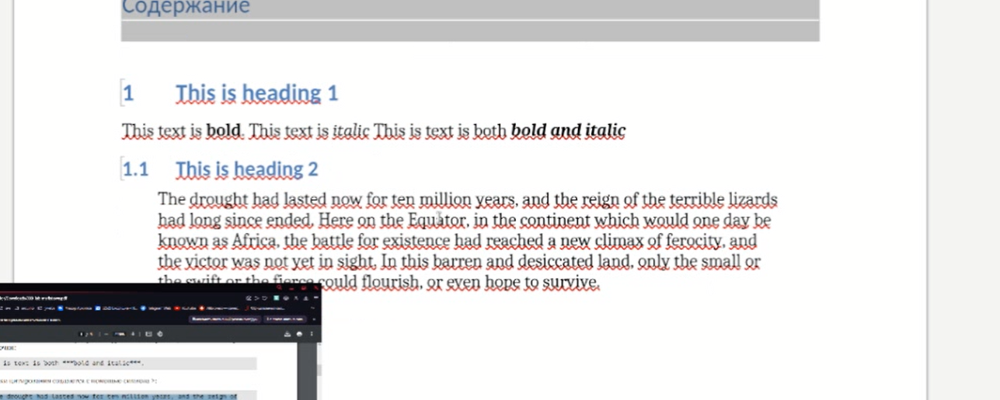 Содержание
1 This is heading 1
This text is bold. This text is italic This is text is both bold and italic
1.1 This is heading 2
The drought had lasted now for ten million years, and the reign of the terrible lizards
had long since ended. Here on the Equator, in the continent which would one day be
known as Africa, the battle for existence had reached a new climax of ferocity, and
the victor was not yet in sight. In this barren and desiccated land, only the small or
the swift or the fierce could flourish, or even hope to survive.
is text is both ***bold and italic***.
drought had lasted now for ten million years, and the reign of